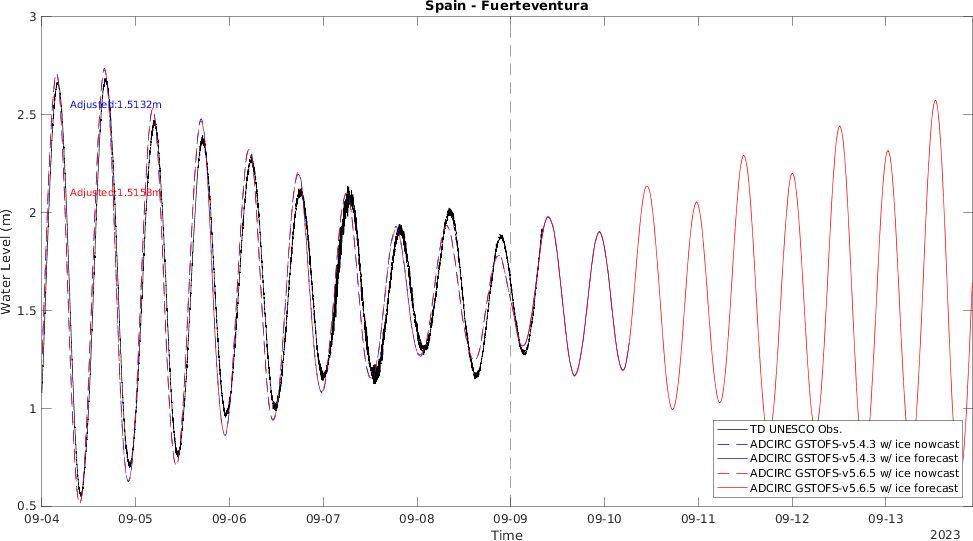 Spain - Fuerteventura
3
2.5
2
1.5
1
0.5
Water Level (m)
Adjusted:1.5132m
Adjusted:1.5158m
TD UNESCO Obs.
ADCIRC GSTOFS-v5.4.3 w/ ice nowcast
ADCIRC GSTOFS-v5.4.3 w/ ice forecast
ADCIRC GSTOFS-v5.6.5 w/ ice nowcast
ADCIRC GSTOFS-v5.6.5 w/ ice forecast
09-04 09-05 09-06 09-07 09-08 09-09 09-10 09-11 09-12 09-13
Time
2023